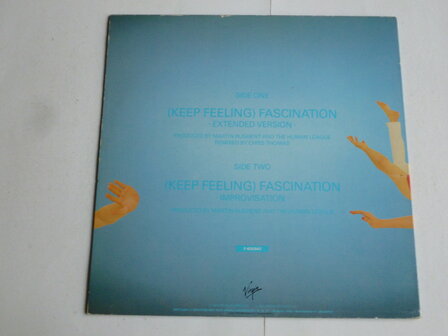 SIDE ONE
(KEEP FEELING) FASCINATION
- EXTENDED VERSION
PRODUCED BY MARTIN RUSHENT AND THE HUMAN LEAGUE
REMIXED BY CHRIS THOMAS
SIDE TWO
(KEEP FEELING) FASCINATION
- IMPROVISATION -
PRODUCED BY MARTIN RUSHENT AND THE HUMAN LEAGUE
Virgin